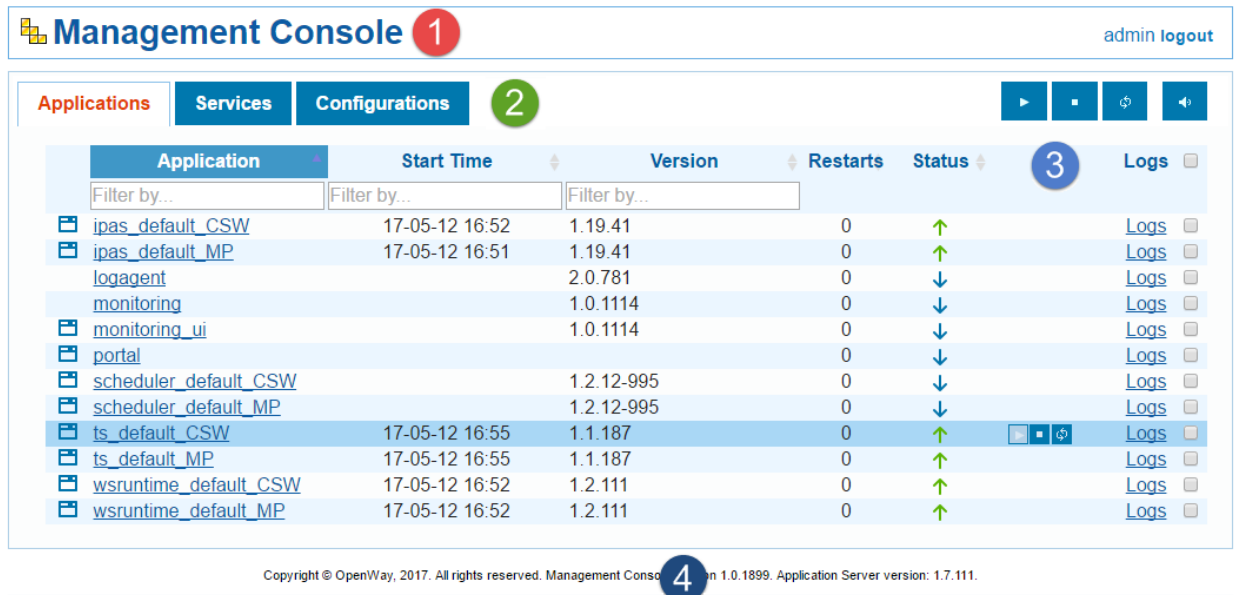 Management Console 1
admin logout
Applications Services Configurations 2
Application Start Time Version Restarts Status 3 Logs
Filter by... Filter by... Filter by...
ipas_default_CSW 17-05-12 16:52 1.19.41 0 Logs
ipas_default_MP 17-05-12 16:51 1.19.41 0 Logs
logagent 2.0.781 0 Logs
monitoring 1.0.1114 0 Logs
monitoring_ui 1.0.1114 0 Logs
portal 0 Logs
scheduler_default_CSW 1.2.12-995 0 Logs
scheduler_default_MP 1.2.12-995 0 Logs
ts_default_CSW 17-05-12 16:55 1.1.187 0 Logs
ts_default_MP 17-05-12 16:55 1.1.187 0 Logs
wsruntime_default_CSW 17-05-12 16:52 1.2.111 0 Logs
wsruntime_default_MP 17-05-12 16:52 1.2.111 0 Logs
Copyright © OpenWay, 2017. All rights reserved. Management 4 1.0.1899. Application Server version: 1.7.111.